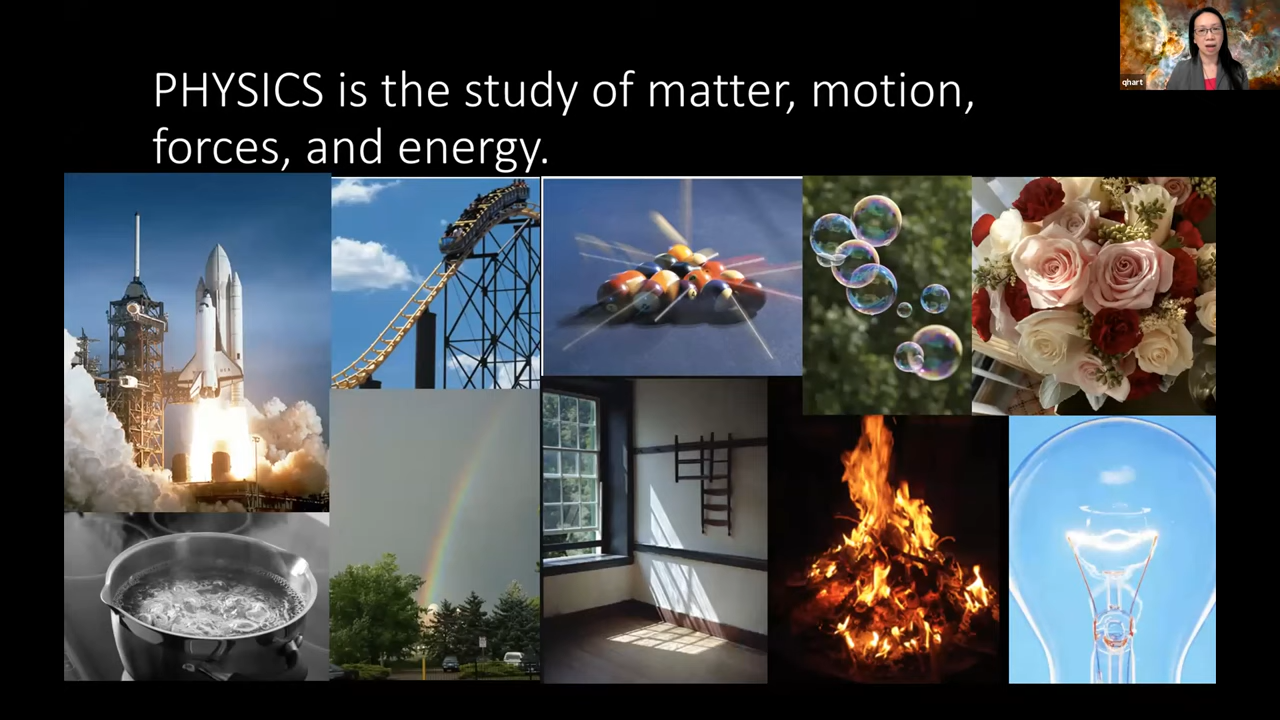 PHYSICS is the study of matter, motion,
forces, and energy.
qhart